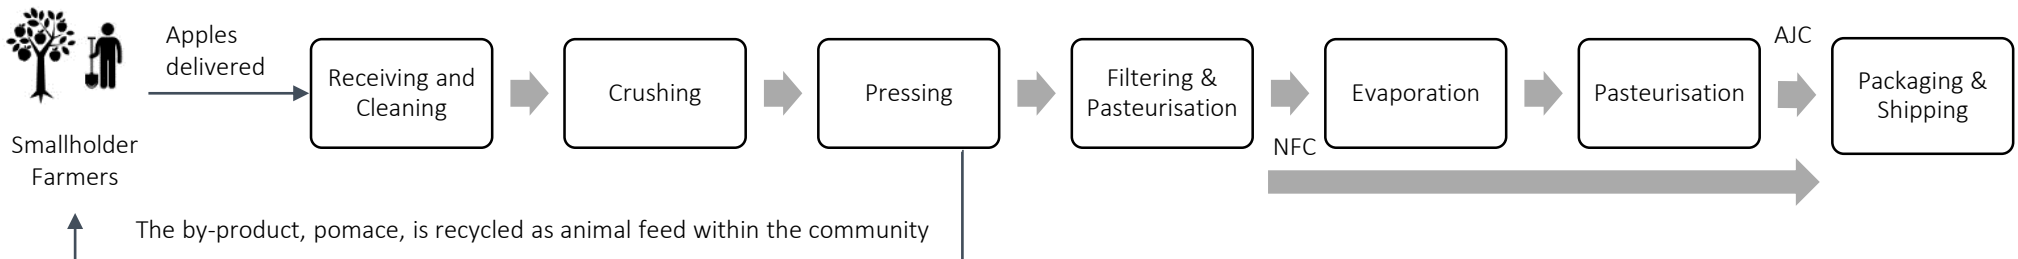 Apples
delivered
Smallholder
Farmers
Receiving and
Cleaning
Crushing
Pressing
Filtering &
Pasteurisation
NFC
Evaporation
Pasteurisation
AJC
Packaging &
Shipping
The by-product, pomace, is recycled as animal feed within the community